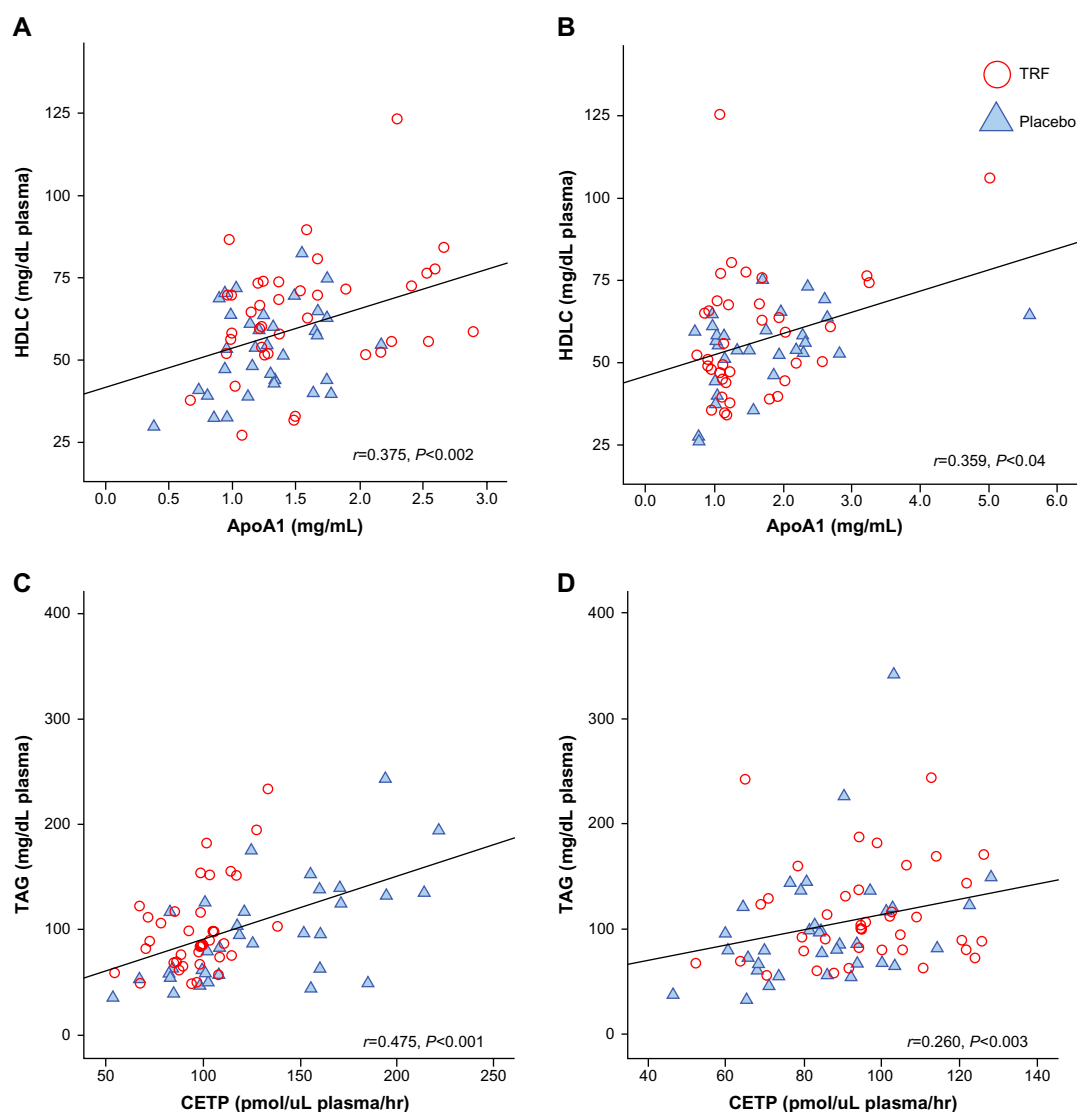 A
HDLC (mg/dL plasma)
125
100
75
50
25
r=0.375, P<0.002
0.0 0.5 1.0 1.5 2.0 2.5 3.0
ApoA1 (mg/mL)
B
TRF
Placebo
HDLC (mg/dL plasma)
125
100
75
50
25
r=0.359, P<0.04
0.0 1.0 2.0 3.0 4.0 5.0 6.0
ApoA1 (mg/mL)
C
TAG (mg/dL plasma)
400
300
200
100
0
r=0.475, P<0.001
50 100 150 200 250
CETP (pmol/uL plasma/hr)
D
TAG (mg/dL plasma)
400
300
200
100
0
r=0.260, P<0.003
40 60 80 100 120 140
CETP (pmol/uL plasma/hr)